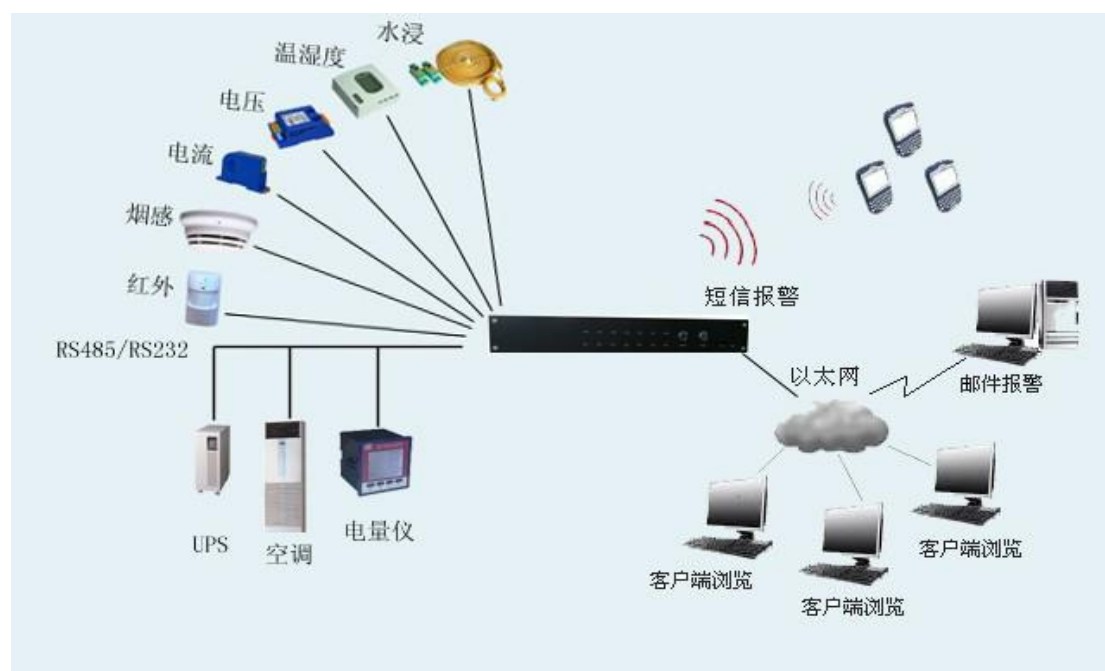 水浸
温湿度
电压
电流
烟感
红外
RS485/RS232
UPS
空调
电量仪
短信报警
以太网
邮件报警
客户端浏览
客户端浏览
客户端浏览